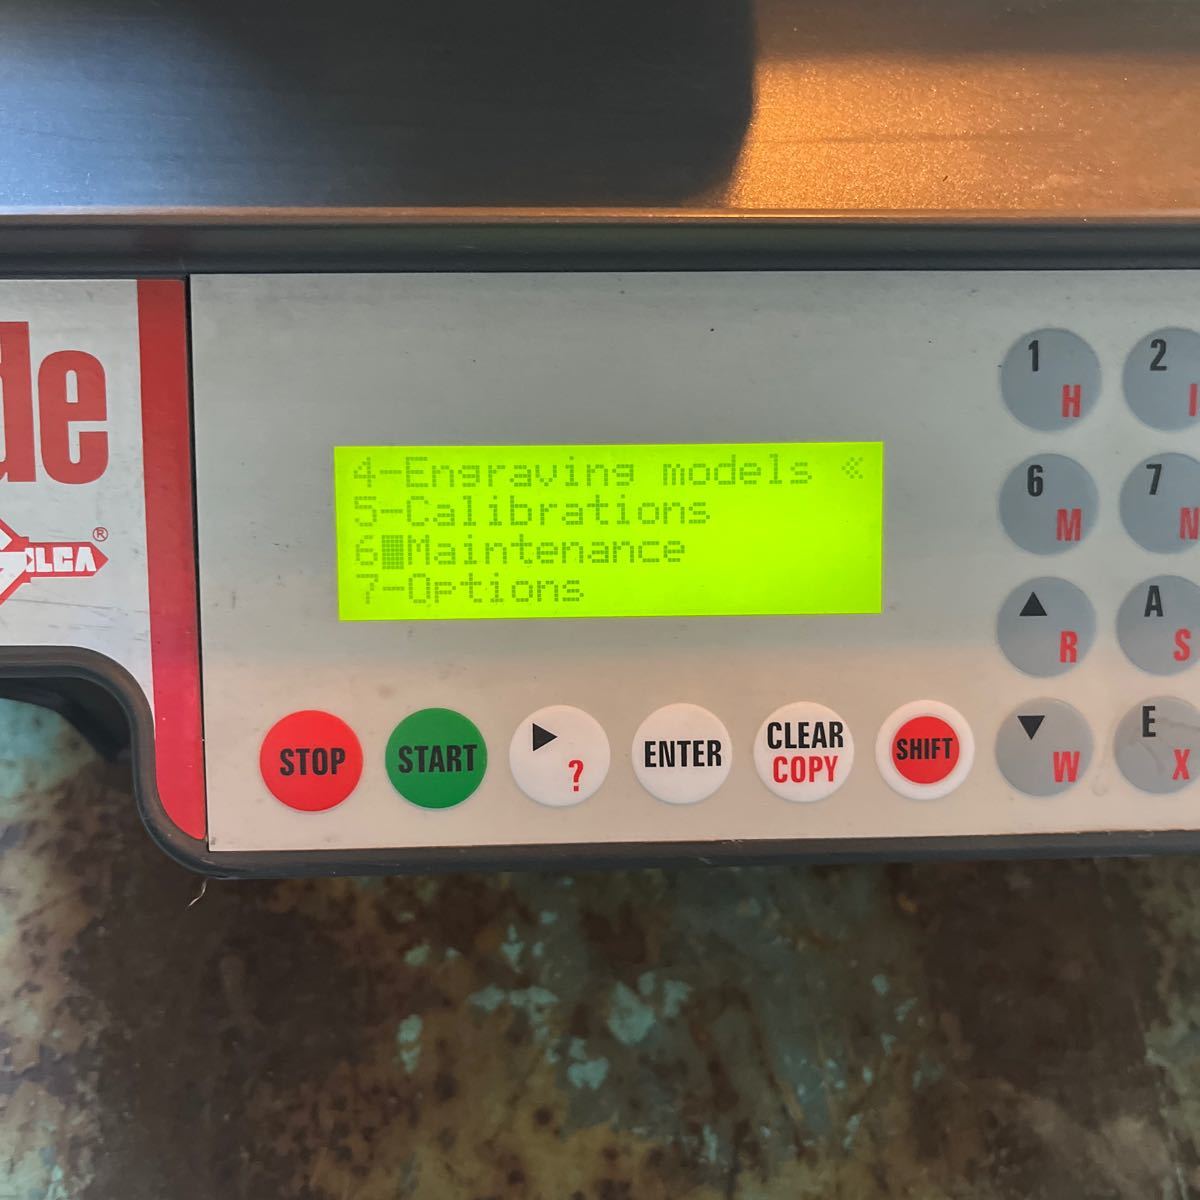 de
SILCA®
4-Engraving models «
5-Calibrations
6 Maintenance
7-Options
1 H
2 I
6 M
7 N
▲ R
A S
▼ W
E X
STOP
START
► ?
ENTER
CLEAR
COPY
SHIFT